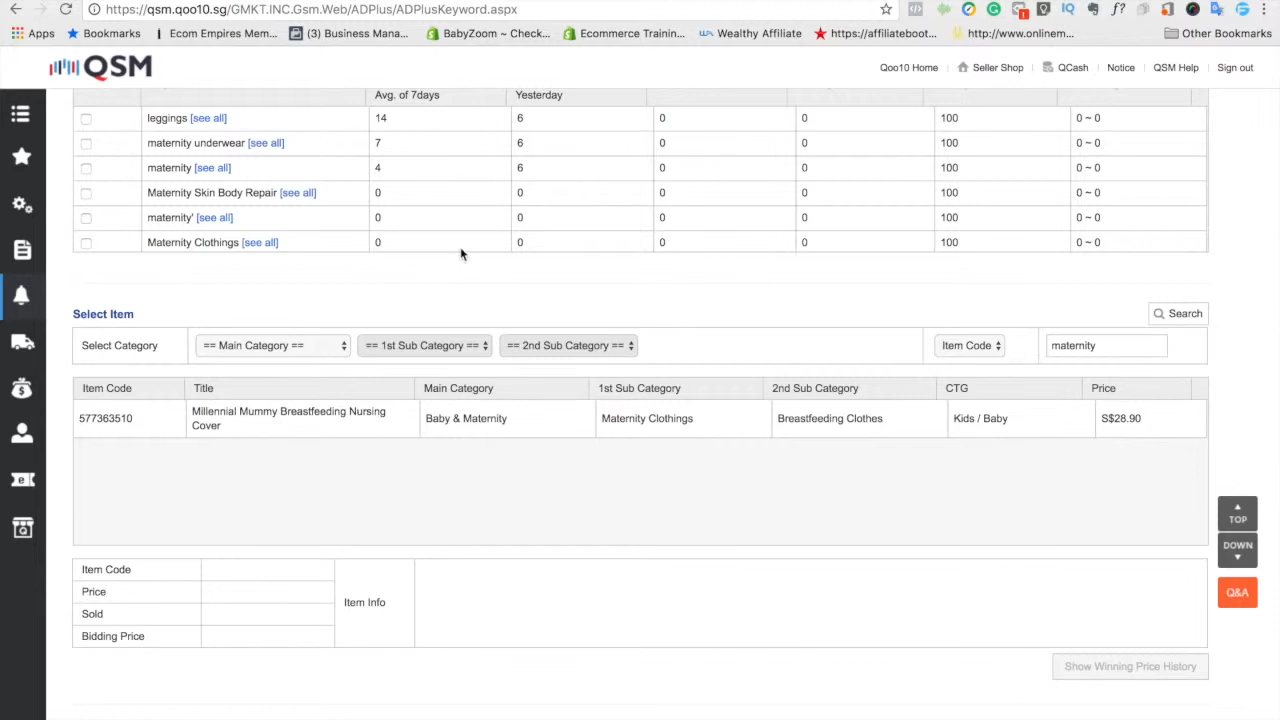 https://qsm.qoo10.sg/GMKT.INC.Gsm.Web/ADPlus/ADPlusKeyword.aspx
Apps Bookmarks Ecom Empires Mem... (3) Business Mana... BabyZoom ~ Check... Ecommerce Trainin... Wealthy Affiliate https://affiliateboot... http://www.onlinem... Other Bookmarks
QSM Qoo10 Home Seller Shop QCash Notice QSM Help Sign out
Avg. of 7days Yesterday
leggings [see all] 14 6 0 0 100 0 ~ 0
maternity underwear [see all] 7 6 0 0 100 0 ~ 0
maternity [see all] 4 6 0 0 100 0 ~ 0
Maternity Skin Body Repair [see all] 0 0 0 0 100 0 ~ 0
maternity' [see all] 0 0 0 0 100 0 ~ 0
Maternity Clothings [see all] 0 0 0 0 100 0 ~ 0
Select Item Search
Select Category == Main Category == == 1st Sub Category == == 2nd Sub Category == Item Code maternity
Item Code Title Main Category 1st Sub Category 2nd Sub Category CTG Price
577363510 Millennial Mummy Breastfeeding Nursing Baby & Maternity Maternity Clothings Breastfeeding Clothes Kids / Baby S$28.90
Cover
TOP
DOWN
Item Code
Price
Q&A
Item Info
Sold
Bidding Price
Show Winning Price History